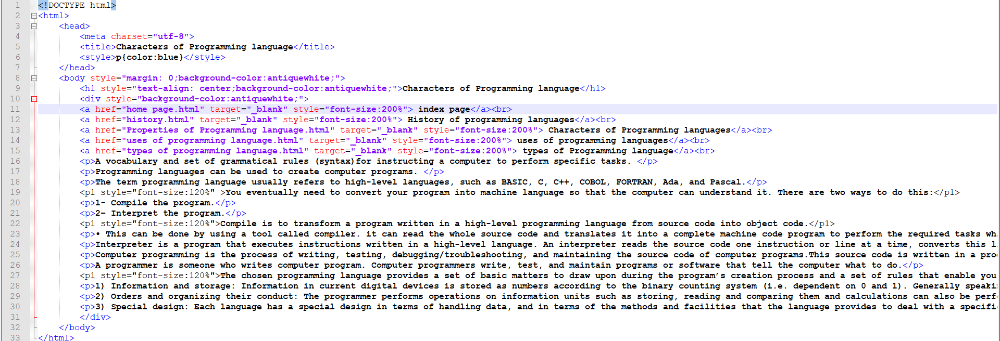 1 <!DOCTYPE html>
2 <html>
3 <head>
4 <meta charset="utf-8">
5 <title>Characters of Programming language</title>
6 <style>p{color:blue}</style>
7 </head>
8 <body style="margin: 0;background-color:antiquewhite;">
9 <h1 style="text-align: center;background-color:antiquewhite;">Characters of Programming language</h1>
10 <div style="background-color:antiquewhite;">
11 <a href="home page.html" target="_blank" style="font-size:200%"> index page</a><br>
12 <a href="history.html" target="_blank" style="font-size:200%"> History of programming languages</a><br>
13 <a href="Properties of Programming language.html" target="_blank" style="font-size:200%"> Characters of Programming languages</a><br>
14 <a href="uses of programming language.html" target="_blank" style="font-size:200%"> uses of programming languages</a><br>
15 <a href="types of programming language.html" target="_blank" style="font-size:200%"> types of Programming language</a><br>
16 <p>A vocabulary and set of grammatical rules (syntax)for instructing a computer to perform specific tasks. </p>
17 <p>Programming languages can be used to create computer programs. </p>
18 <p>The term programming language usually refers to high-level languages, such as BASIC, C, C++, COBOL, FORTRAN, Ada, and Pascal.</p>
19 <p1 style="font-size:120%" >You eventually need to convert your program into machine language so that the computer can understand it. There are two ways to do this:</p1>
20 <p>1- Compile the program.</p>
21 <p>2– Interpret the program.</p>
22 <p1 style="font-size:120%">Compile is to transform a program written in a high-level programming language from source code into object code.</p1>
23 <p>• This can be done by using a tool called compiler. it can read the whole source code and translates it into a complete machine code program to perform the required tasks wh
24 <p>Interpreter is a program that executes instructions written in a high-level language. An interpreter reads the source code one instruction or line at a time, converts this l
25 <p>Computer programming is the process of writing, testing, debugging/troubleshooting, and maintaining the source code of computer programs.This source code is written in a pro
26 <p>A programmer is someone who writes computer program. Computer programmers write, test, and maintain programs or software that tell the computer what to do.</p>
27 <p1 style="font-size:120%">The chosen programming language provides a set of basic matters to draw upon during the program’s creation process and a set of rules that enable you
28 <p>1) Information and storage: Information in current digital devices is stored as numbers according to the binary counting system (i.e. dependent on 0 and 1). Generally speaki
29 <p>2) Orders and organizing their conduct: The programmer performs operations on information units such as storing, reading and comparing them and calculations can also be perf
30 <p>3) Special design: Each language has a special design in terms of handling data, and in terms of the methods and facilities that the language provides to deal with a specifi
31 </div>
32 </body>
33 </html>